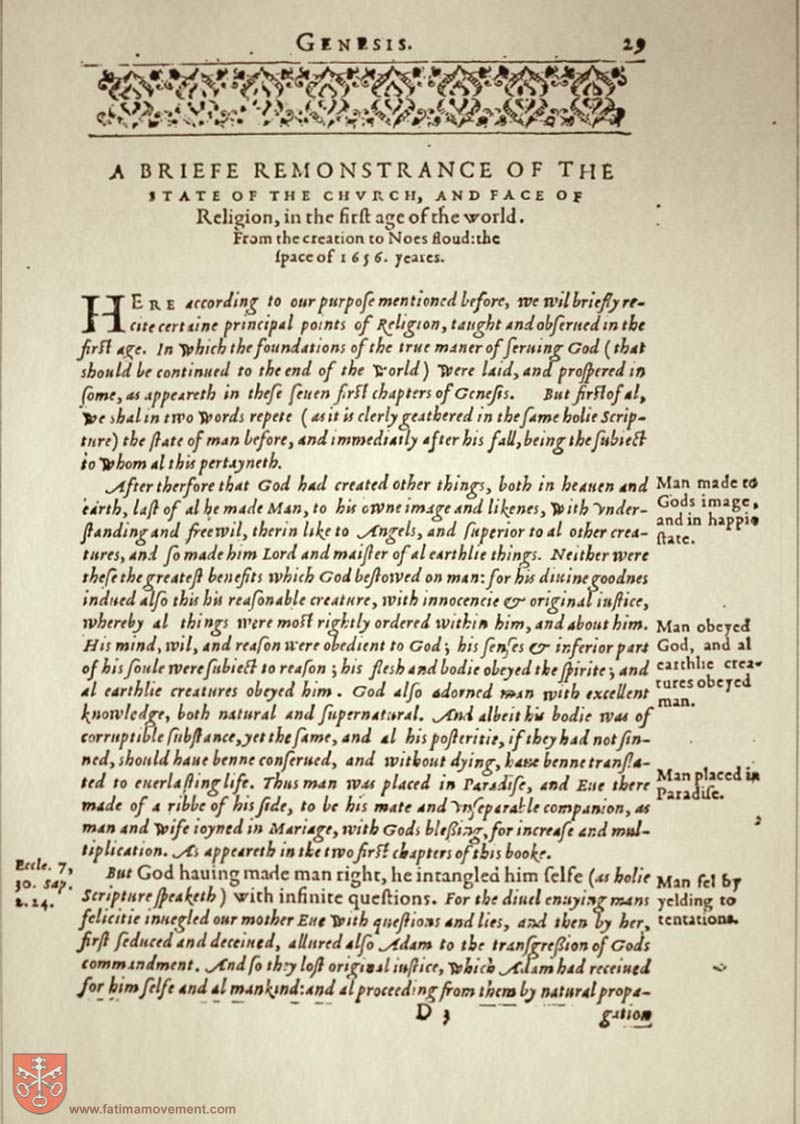 GENESIS. 29
A BRIEFE REMONSTRANCE OF THE
STATE OF THE CHVRCH, AND FACE OF
Religion, in the firſt age of the world.
From the creation to Noes floud: the
ſpace of 1656. yeares.
HERE according to our purpoſe mentioned before, we wil briefly re-
cite certaine principal points of Religion, taught and obſerued in the
firſt age. In which the foundations of the true maner of ſeruing God (that
should be continued to the end of the world) were laid, and proſpered in
ſome, as appeareth in theſe ſeuen firſt chapters of Geneſis. But firſt of al,
we shal in two words repete (as it is clerly geathered in the ſame holie Scrip-
ture) the ſtate of man before, and immediatly after his fall, being the ſubiect
to whom al this pertayneth.
After therfore that God had created other things, both in heauen and
earth, laſt of al he made Man, to his owne image and likenes, with vnder-
ſtanding and freewil, therin like to Angels, and ſuperior to al other crea-
tures, and ſo made him Lord and maiſter of al earthlie things. Neither were
theſe the greateſt benefits which God beſtowed on man: for his diuine goodnes
indued alſo this his reaſonable creature, with innocencie & original iuſtice,
whereby al things were moſt rightly ordered within him, and about him.
His mind, wil, and reaſon were obedient to God; his ſenſes & inferior part
of his ſoule were ſubiect to reaſon; his flesh and bodie obeyed the ſpirite; and
al earthlie creatures obeyed him. God alſo adorned man with excellent
knowledge, both natural and ſupernatural. And albeit his bodie was of
corruptible ſubſtance, yet the ſame, and al his poſteritie, if they had not ſin-
ned, should haue benne conſerued, and without dying, haue benne tranſla-
ted to euerlaſting life. Thus man was placed in Paradiſe, and Eue there
made of a ribbe of his ſide, to be his mate and vnſeparable companion, as
man and wife ioyned in Mariage, with Gods bleſsing, for increaſe and mul-
tiplication. As appeareth in the two firſt chapters of this booke.
But God hauing made man right, he intangled him ſelfe (as holie
Scripture ſpeaketh) with infinite queſtions. For the diuel enuying mans
felicitie inuegled our mother Eue with queſtions and lies, and then by her,
firſt ſeduced and deceiued, allured alſo Adam to the tranſgreſsion of Gods
commandment. And ſo they loſt original iuſtice, which Adam had receiued
for him ſelfe and al mankind: and al proceeding from them by natural propa-
D 3 gation
Man made to
Gods image,
and in happie
ſtate.
Man obeyed
God, and al
earthlie crea-
tures obeyed
man.
Man placed in
Paradiſe.
Eccle. 7,
30. Sap.
2. 24.
Man fel by
yelding to
tentation.
www.fatimamovement.com